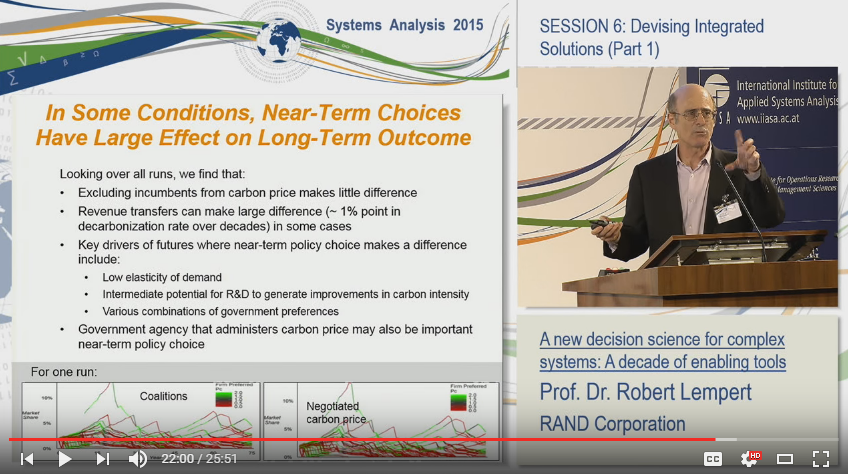 Systems Analysis 2015
In Some Conditions, Near-Term Choices
Have Large Effect on Long-Term Outcome
Looking over all runs, we find that:
• Excluding incumbents from carbon price makes little difference
• Revenue transfers can make large difference (~ 1% point in
decarbonization rate over decades) in some cases
• Key drivers of futures where near-term policy choice makes a difference
include:
• Low elasticity of demand
• Intermediate potential for R&D to generate improvements in carbon intensity
• Various combinations of government preferences
• Government agency that administers carbon price may also be important
near-term policy choice
For one run:
Coalitions
Firm Preferred
Pc
10%
Market
Share
5%
0%
Negotiated
carbon price
Firm Preferred
Pc
10%
Market
Share
5%
0%
SESSION 6: Devising Integrated
Solutions (Part 1)
International Institute for
Applied Systems Analysis
www.iiasa.ac.at
for Operations Resear
Management Sciences
A new decision science for complex
systems: A decade of enabling tools
Prof. Dr. Robert Lempert
RAND Corporation
22:00 / 25:51
CC
HD